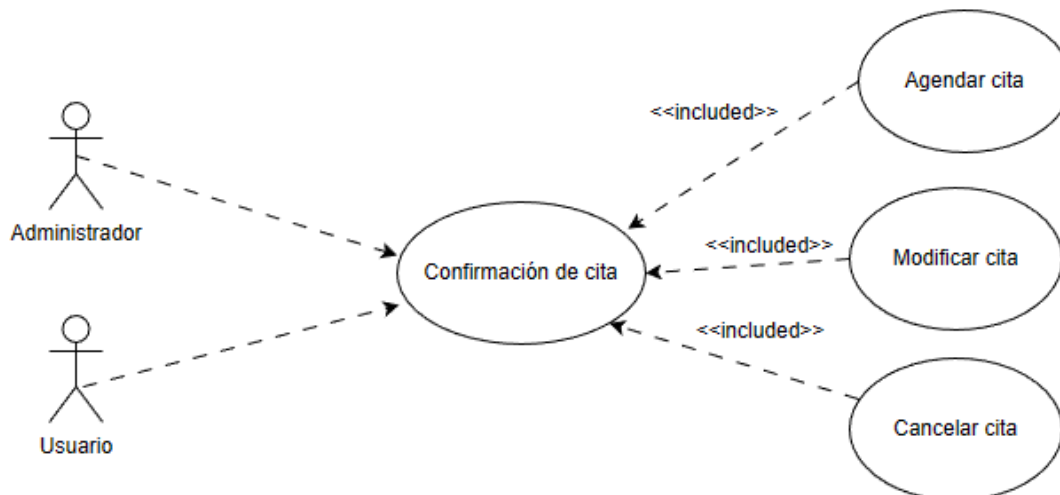 Agendar cita
<<included>>
Administrador
Confirmación de cita
<<included>>
Modificar cita
<<included>>
Usuario
Cancelar cita